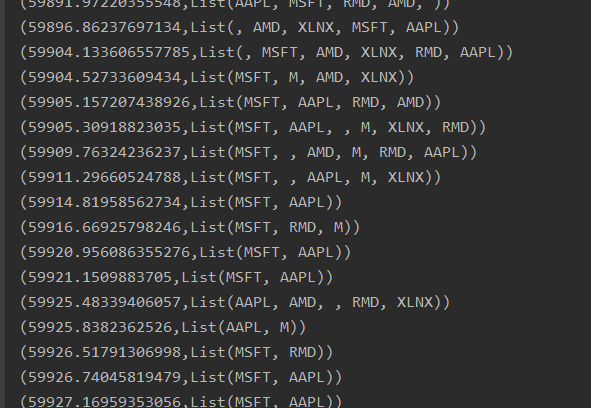 (59891.97220355548,List(AAPL, MSFT, RMD, AMD, ))
(59896.86237697134,List(, AMD, XLNX, MSFT, AAPL))
(59904.133606557785,List(, MSFT, AMD, XLNX, RMD, AAPL))
(59904.52733609434,List(MSFT, M, AMD, XLNX))
(59905.157207438926,List(MSFT, AAPL, RMD, AMD))
(59905.30918823035,List(MSFT, AAPL, , M, XLNX, RMD))
(59909.76324236237,List(MSFT, , AMD, M, RMD, AAPL))
(59911.29660524788,List(MSFT, , AAPL, M, XLNX))
(59914.81958562734,List(MSFT, AAPL))
(59916.66925798246,List(MSFT, RMD, M))
(59920.956086355276,List(MSFT, AAPL))
(59921.1509883705,List(MSFT, AAPL))
(59925.48339406057,List(AAPL, AMD, , RMD, XLNX))
(59925.8382362526,List(AAPL, M))
(59926.51791306998,List(MSFT, RMD))
(59926.74045819479,List(MSFT, AAPL))
(59927.16959353056,List(MSFT, AAPL))